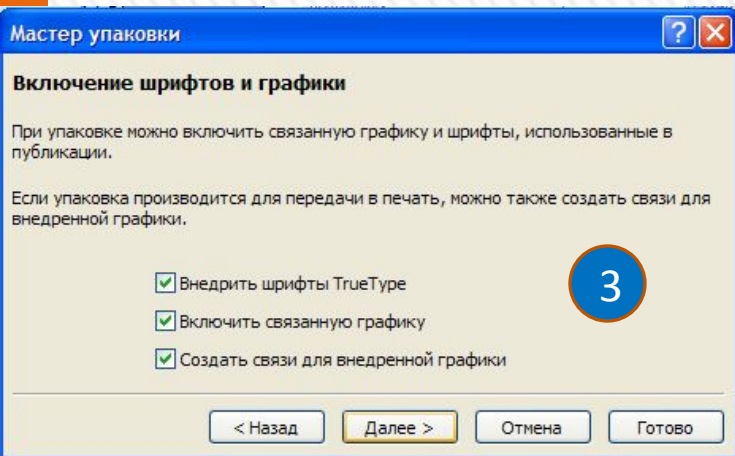 Мастер упаковки
Включение шрифтов и графики
При упаковке можно включить связанную графику и шрифты, использованные в
публикации.
Если упаковка производится для передачи в печать, можно также создать связи для
внедренной графики.
Внедрить шрифты TrueType
3
Включить связанную графику
Создать связи для внедренной графики
< Назад
Далее >
Отмена
Готово